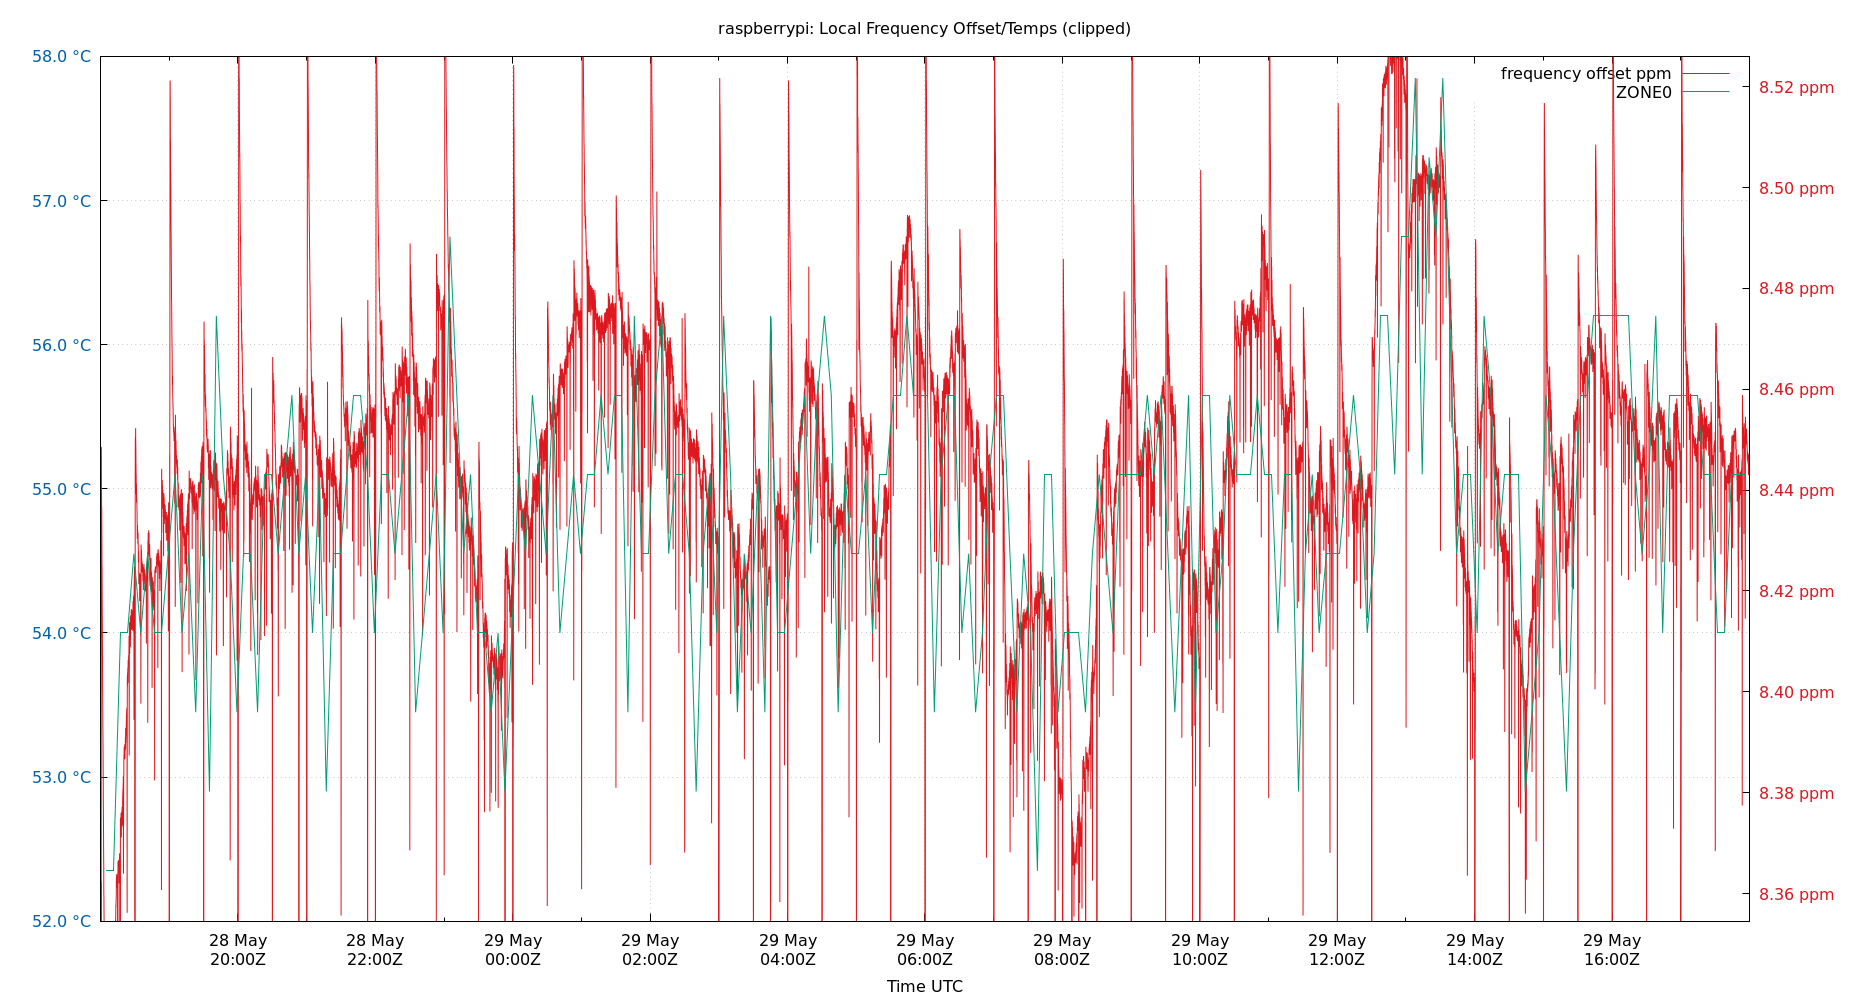 raspberrypi: Local Frequency Offset/Temps (clipped)
58.0 °C
57.0 °C
56.0 °C
55.0 °C
54.0 °C
53.0 °C
52.0 °C
frequency offset ppm
ZONE0
8.52 ppm
8.50 ppm
8.48 ppm
8.46 ppm
8.44 ppm
8.42 ppm
8.40 ppm
8.38 ppm
8.36 ppm
28 May
20:00Z
28 May
22:00Z
29 May
00:00Z
29 May
02:00Z
29 May
04:00Z
29 May
06:00Z
29 May
08:00Z
29 May
10:00Z
29 May
12:00Z
29 May
14:00Z
29 May
16:00Z
Time UTC